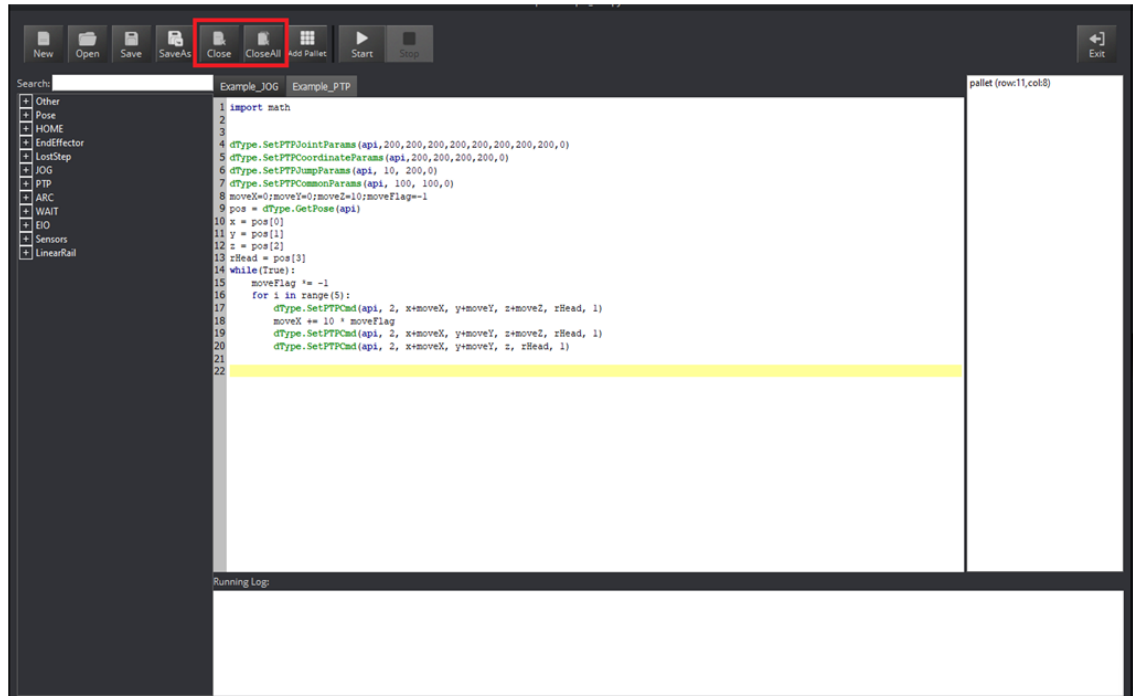 New Open Save SaveAs Close CloseAll Add Pallet Start Stop Exit
Search:
Other
Pose
HOME
EndEffector
LostStep
JOG
PTP
ARC
WAIT
EIO
Sensors
LinearRail
Example_JOG Example_PTP
1 import math
2
3
4 dType.SetPTPJointParams(api,200,200,200,200,200,200,200,200,0)
5 dType.SetPTPCoordinateParams(api,200,200,200,200,0)
6 dType.SetPTPJumpParams(api, 10, 200,0)
7 dType.SetPTPCommonParams(api, 100, 100,0)
8 moveX=0;moveY=0;moveZ=10;moveFlag=-1
9 pos = dType.GetPose(api)
10 x = pos[0]
11 y = pos[1]
12 z = pos[2]
13 rHead = pos[3]
14 while(True):
15     moveFlag *= -1
16     for i in range(5):
17         dType.SetPTPCmd(api, 2, x+moveX, y+moveY, z+moveZ, rHead, 1)
18         moveX += 10 * moveFlag
19         dType.SetPTPCmd(api, 2, x+moveX, y+moveY, z+moveZ, rHead, 1)
20         dType.SetPTPCmd(api, 2, x+moveX, y+moveY, z, rHead, 1)
21
22
pallet (row:11,col:8)
Running Log: